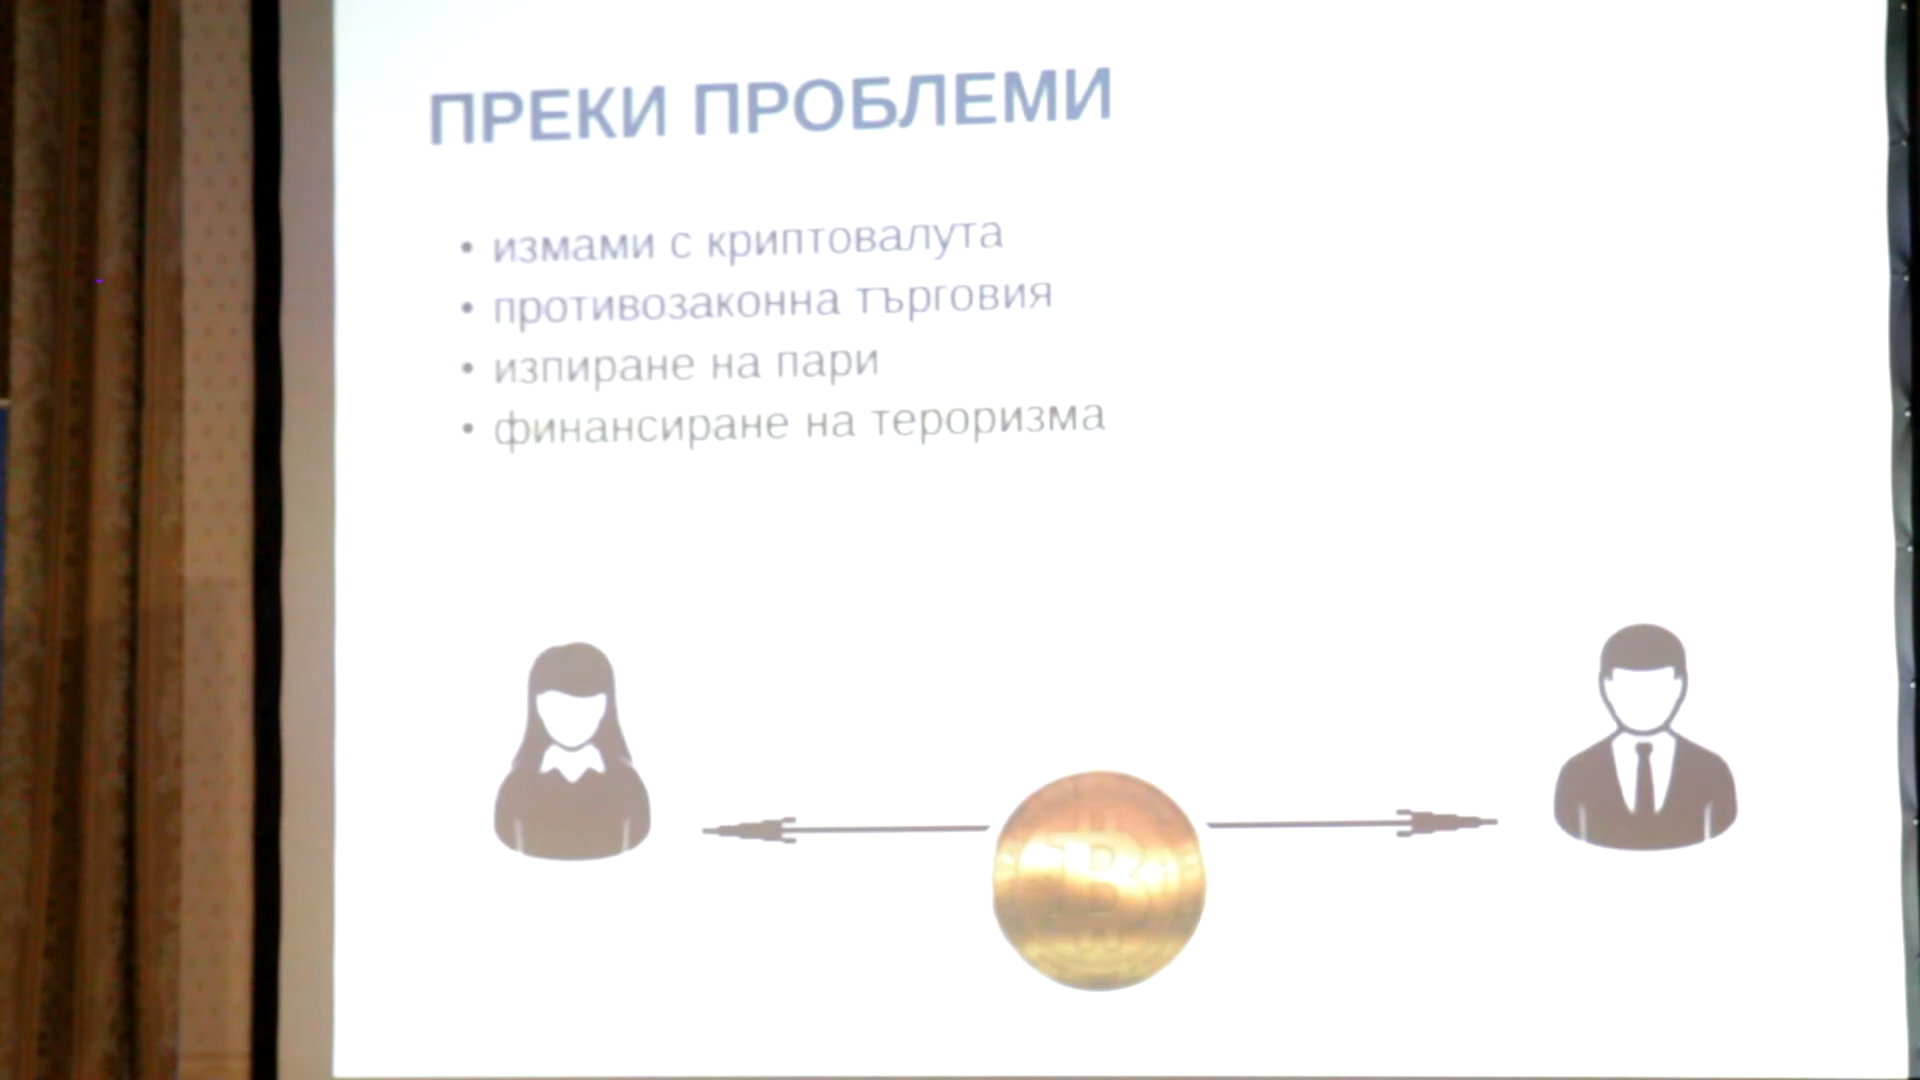 ПРЕКИ ПРОБЛЕМИ
• измами с криптовалута
• противозаконна търговия
• изпиране на пари
• финансиране на тероризма